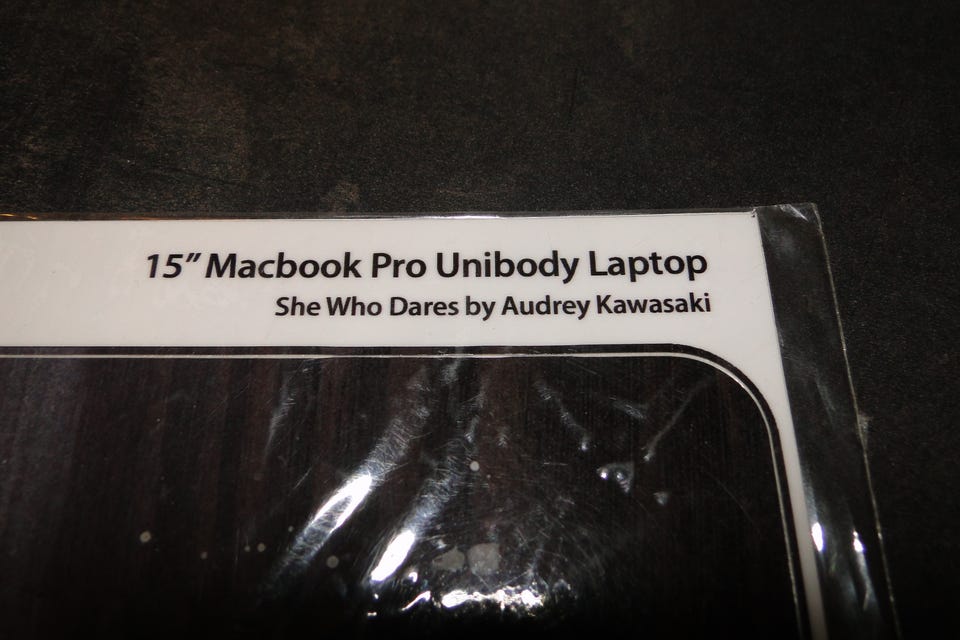 15” Macbook Pro Unibody Laptop
She Who Dares by Audrey Kawasaki